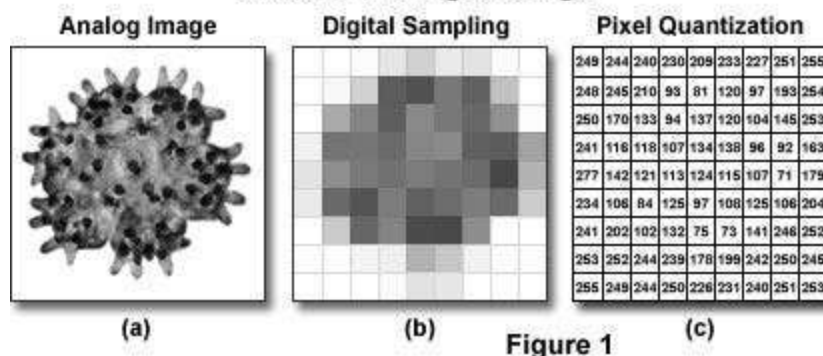 Analog Image Digital Sampling Pixel Quantization
249 244 240 230 209 233 227 251 255
248 245 210 93 81 120 97 193 254
250 170 133 94 137 120 104 145 253
241 116 118 107 134 138 96 92 163
277 142 121 113 124 115 107 71 179
234 106 84 125 97 108 125 106 204
241 202 102 132 75 73 141 246 252
253 252 244 239 178 199 242 250 245
255 249 244 250 226 231 240 251 253
(a) (b) (c)
Figure 1